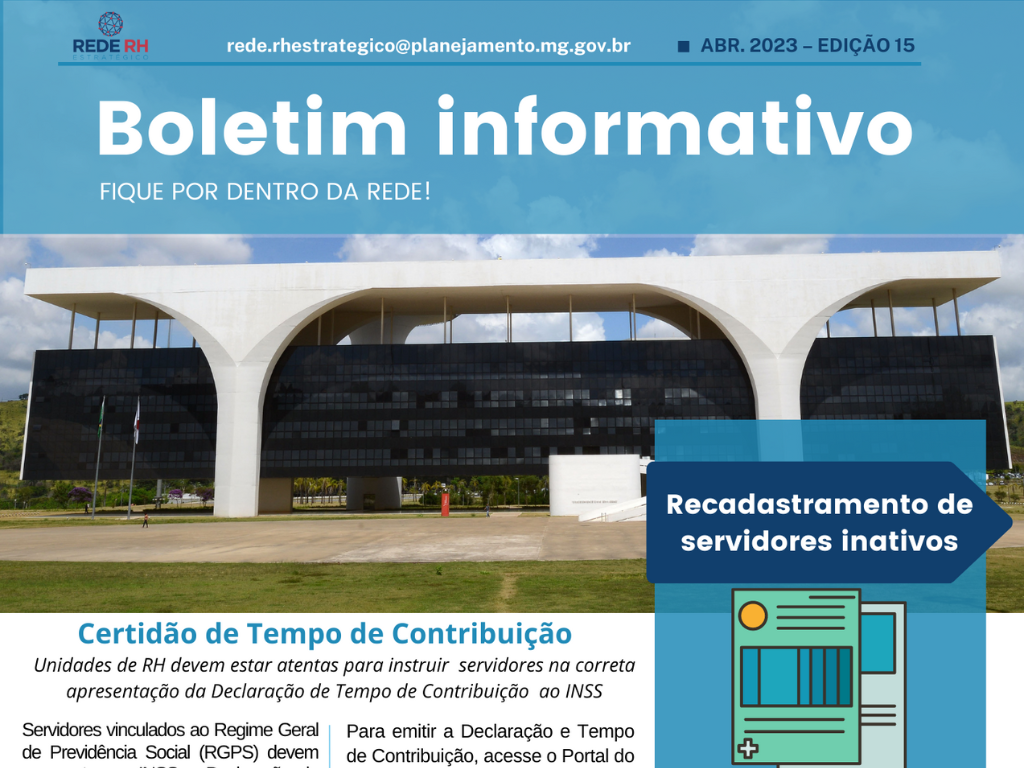 REDE RH
ESTRATÉGICO
rede.rhestrategico@planejamento.mg.gov.br
■ ABR. 2023 – EDIÇÃO 15
Boletim informativo
FIQUE POR DENTRO DA REDE!
Recadastramento de
servidores inativos
Certidão de Tempo de Contribuição
Unidades de RH devem estar atentas para instruir servidores na correta
apresentação da Declaração de Tempo de Contribuição ao INSS
Servidores vinculados ao Regime Geral
de Previdência Social (RGPS) devem
Para emitir a Declaração e Tempo
de Contribuição, acesse o Portal do